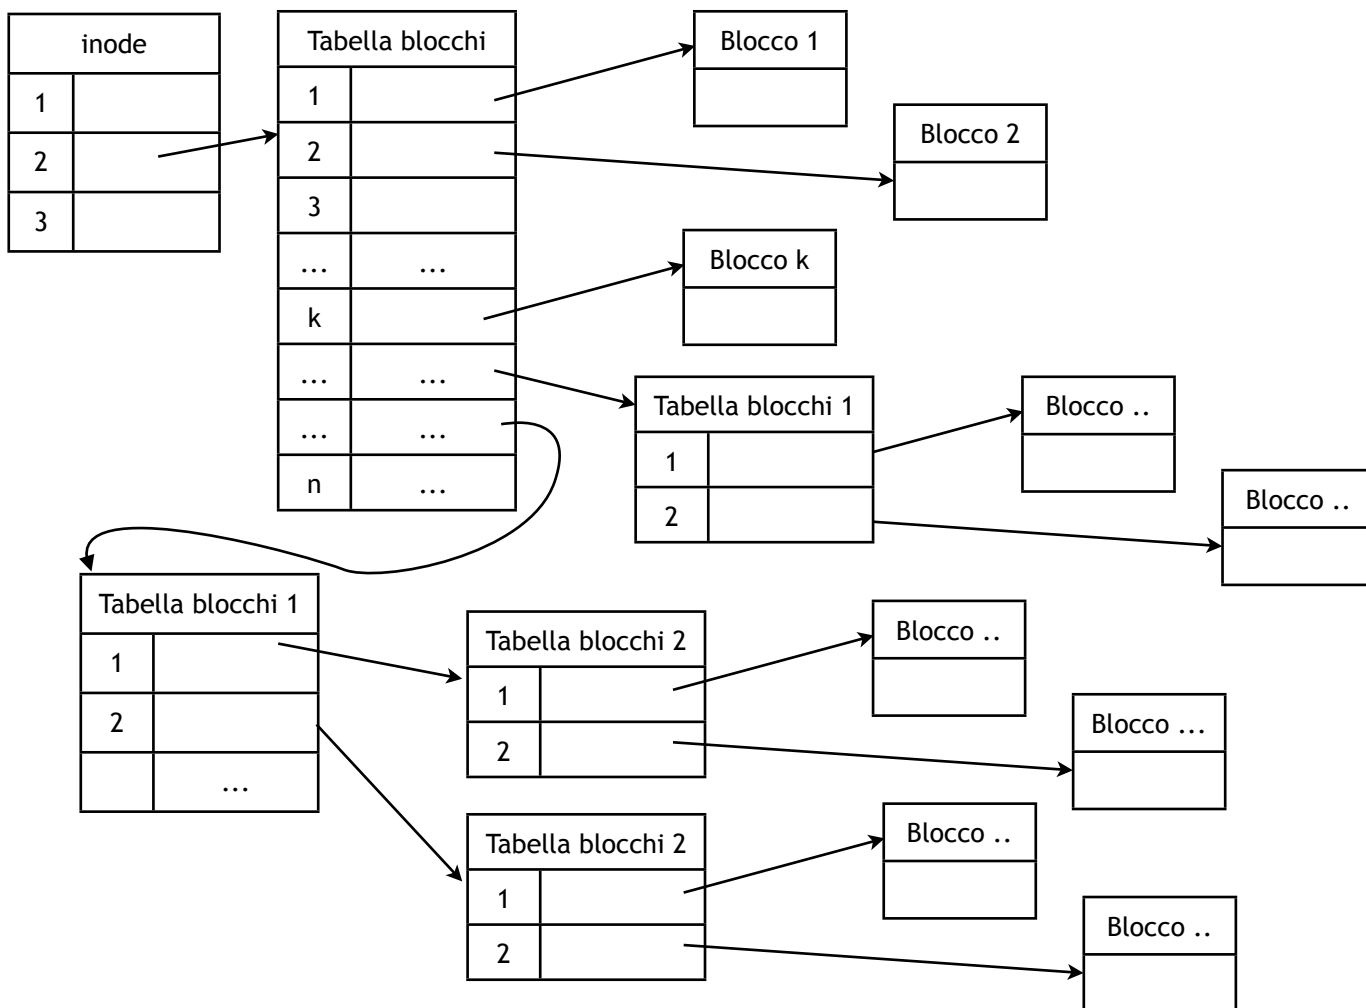 inode
1
2
3
Tabella blocchi
1
2
3
... ...
k
... ...
... ...
n ...
Blocco 1
Blocco 2
Blocco k
Tabella blocchi 1
1
2
Blocco ..
Blocco ..
Tabella blocchi 1
1
2
...
Tabella blocchi 2
1
2
Blocco ..
Blocco ...
Tabella blocchi 2
1
2
Blocco ..
Blocco ..